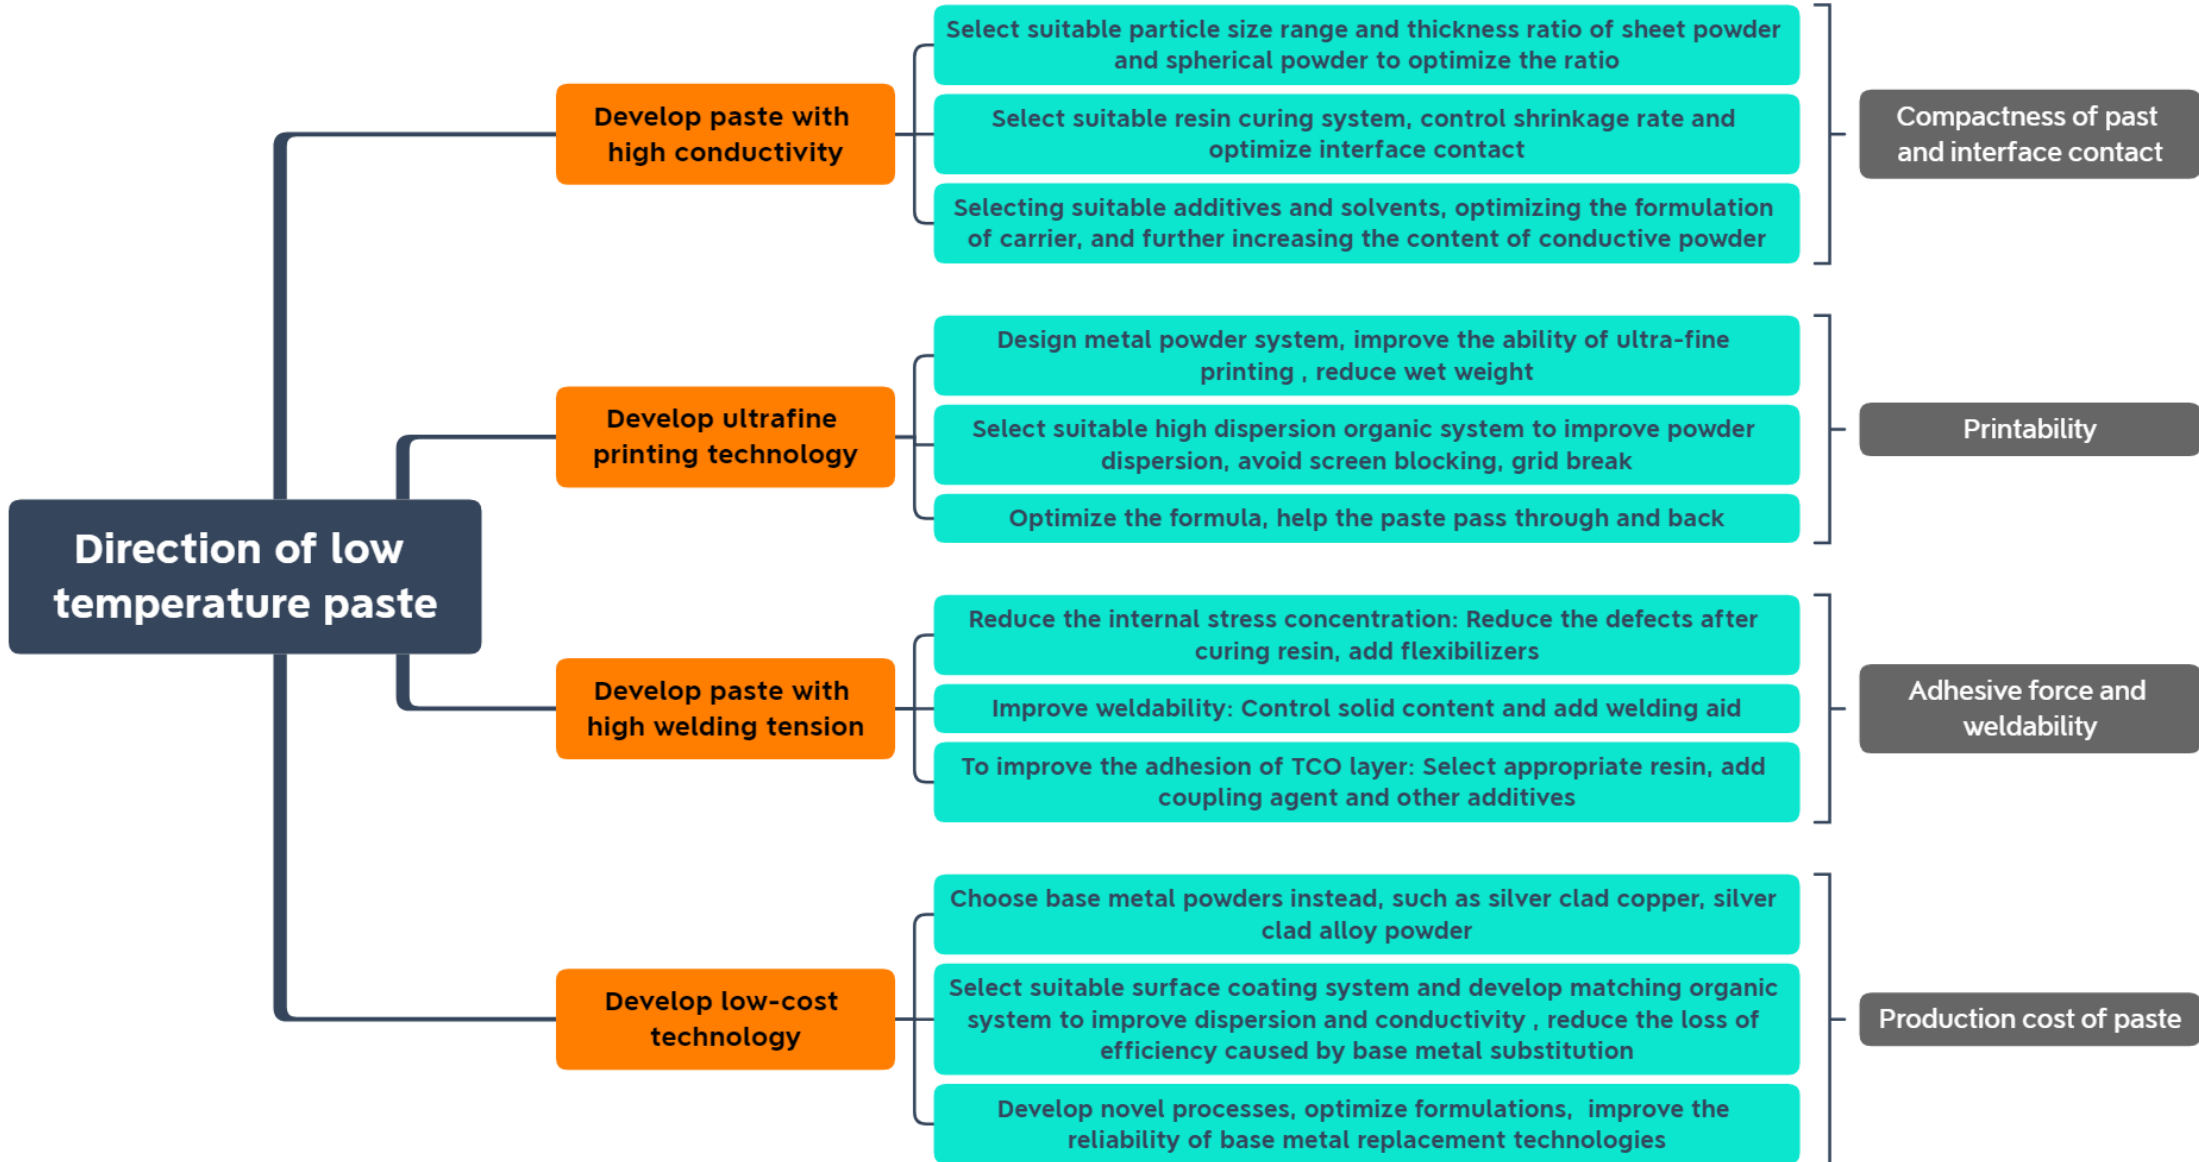 Direction of low
temperature paste
Develop paste with
high conductivity
Select suitable particle size range and thickness ratio of sheet powder
and spherical powder to optimize the ratio
Select suitable resin curing system, control shrinkage rate and
optimize interface contact
Selecting suitable additives and solvents, optimizing the formulation
of carrier, and further increasing the content of conductive powder
Compactness of past
and interface contact
Develop ultrafine
printing technology
Design metal powder system, improve the ability of ultra-fine
printing , reduce wet weight
Select suitable high dispersion organic system to improve powder
dispersion, avoid screen blocking, grid break
Optimize the formula, help the paste pass through and back
Printability
Develop paste with
high welding tension
Reduce the internal stress concentration: Reduce the defects after
curing resin, add flexibilizers
Improve weldability: Control solid content and add welding aid
To improve the adhesion of TCO layer: Select appropriate resin, add
coupling agent and other additives
Adhesive force and
weldability
Develop low-cost
technology
Choose base metal powders instead, such as silver clad copper, silver
clad alloy powder
Select suitable surface coating system and develop matching organic
system to improve dispersion and conductivity , reduce the loss of
efficiency caused by base metal substitution
Develop novel processes, optimize formulations,  improve the
reliability of base metal replacement technologies
Production cost of paste